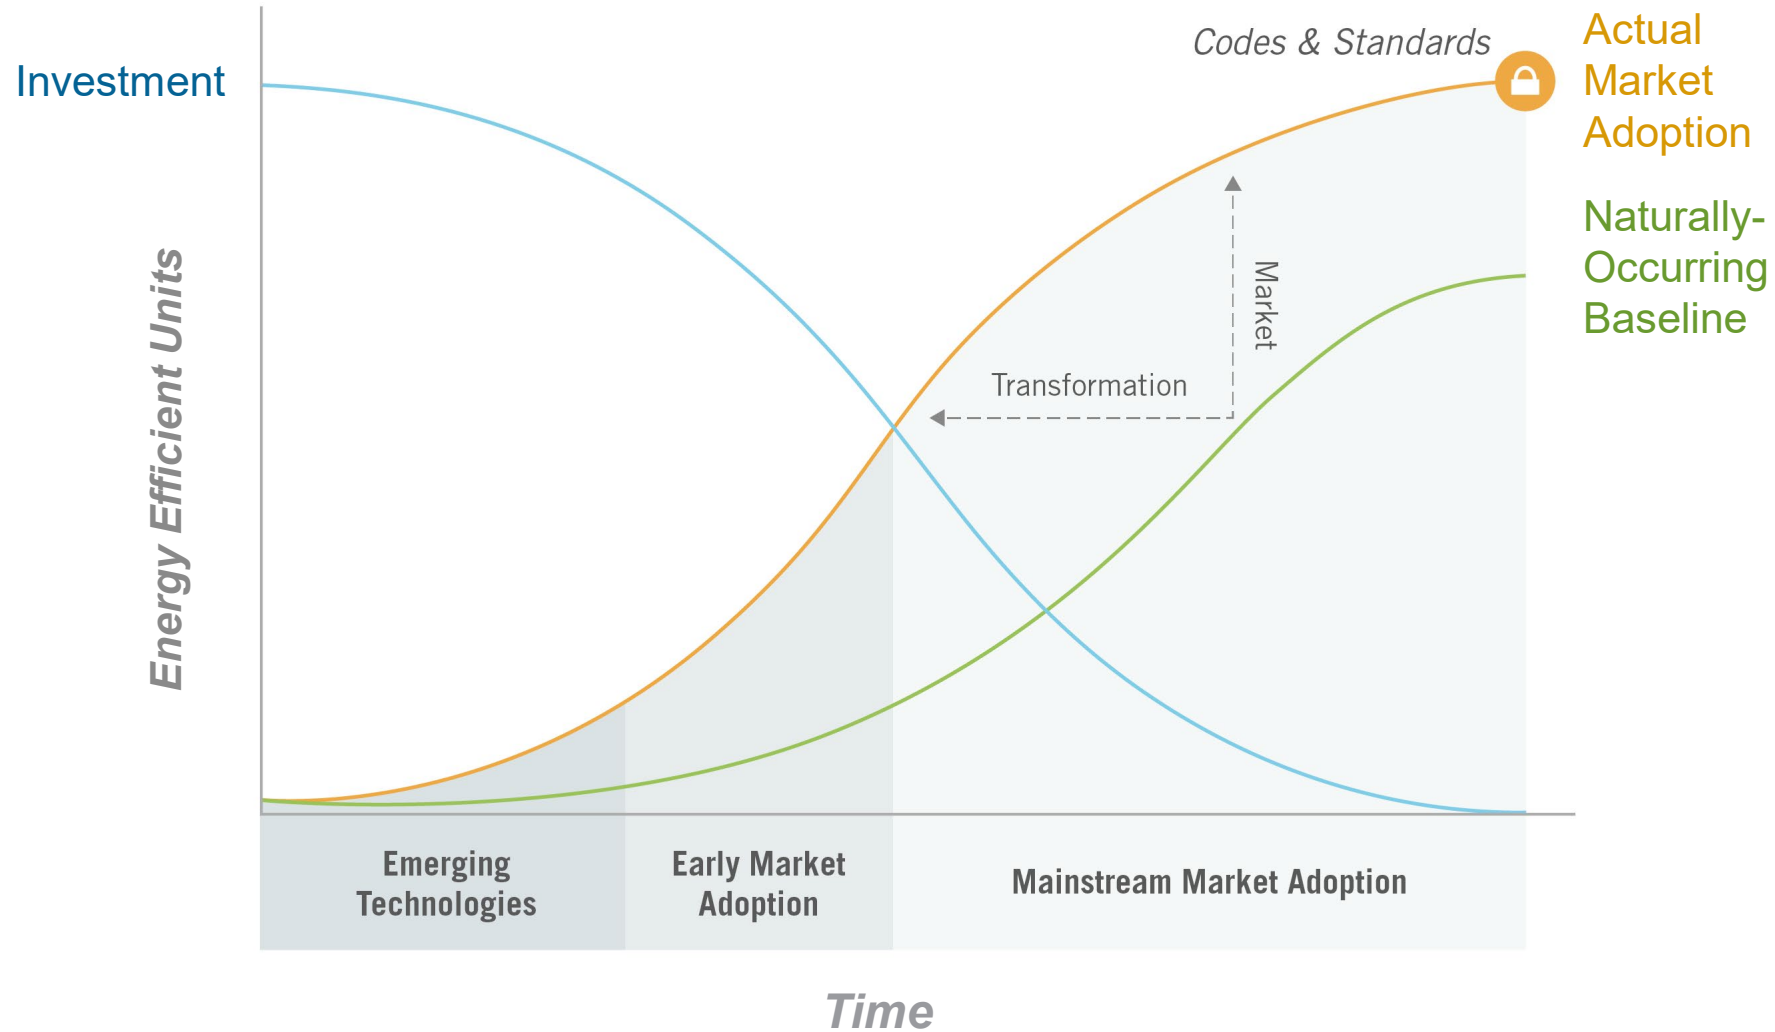 Codes & Standards
Actual
Market
Adoption
Investment
Naturally-
Occurring
Baseline
Energy Efficient Units
Market
Transformation
Emerging
Technologies
Early Market
Adoption
Mainstream Market Adoption
Time